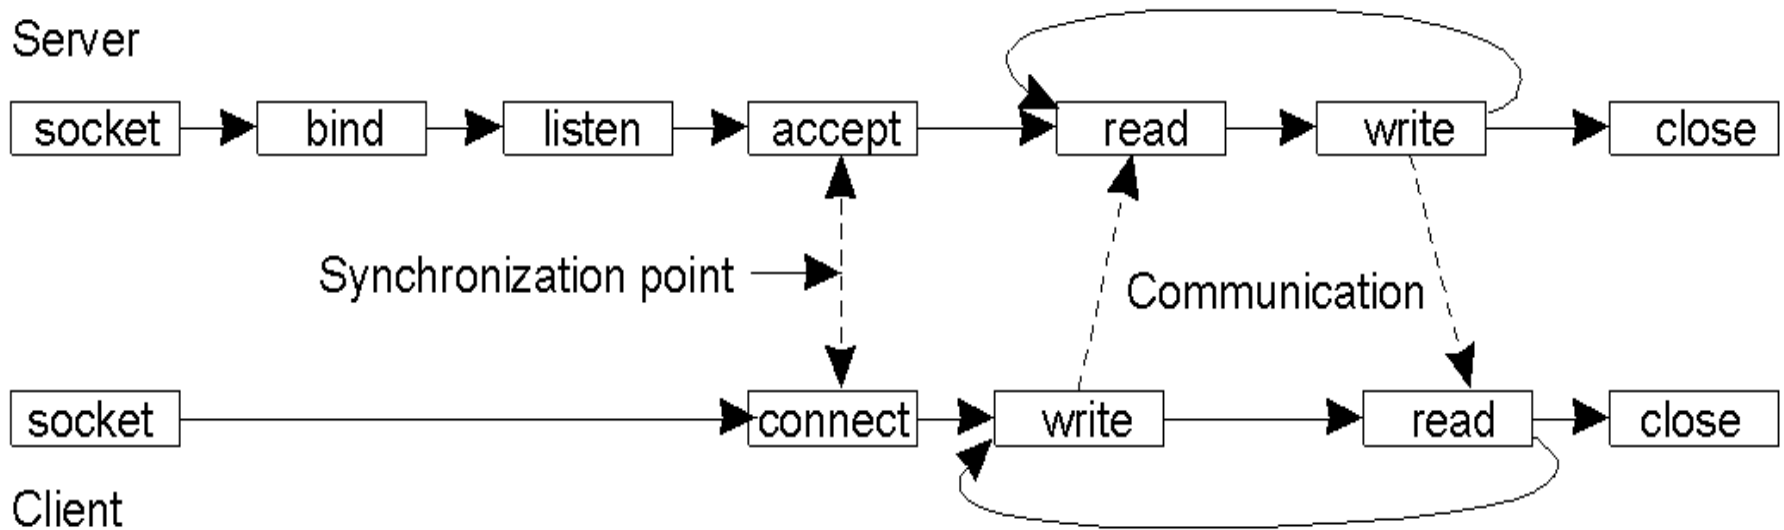 Server
socket bind listen accept read write close
Synchronization point
Communication
socket connect write read close
Client